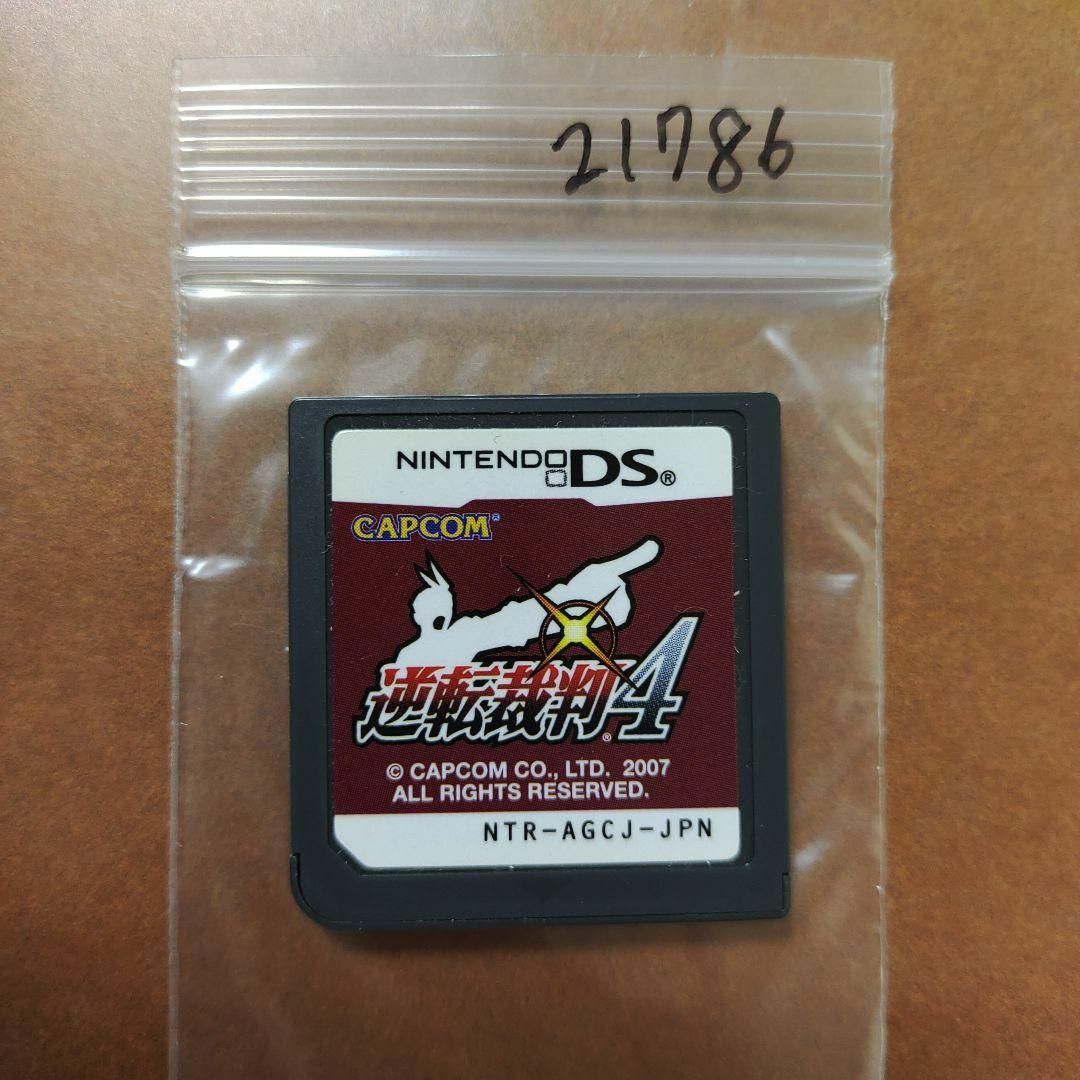 21786
NINTENDO DS®
CAPCOM®
逆転裁判4®
© CAPCOM CO., LTD. 2007
ALL RIGHTS RESERVED.
NTR-AGCJ-JPN